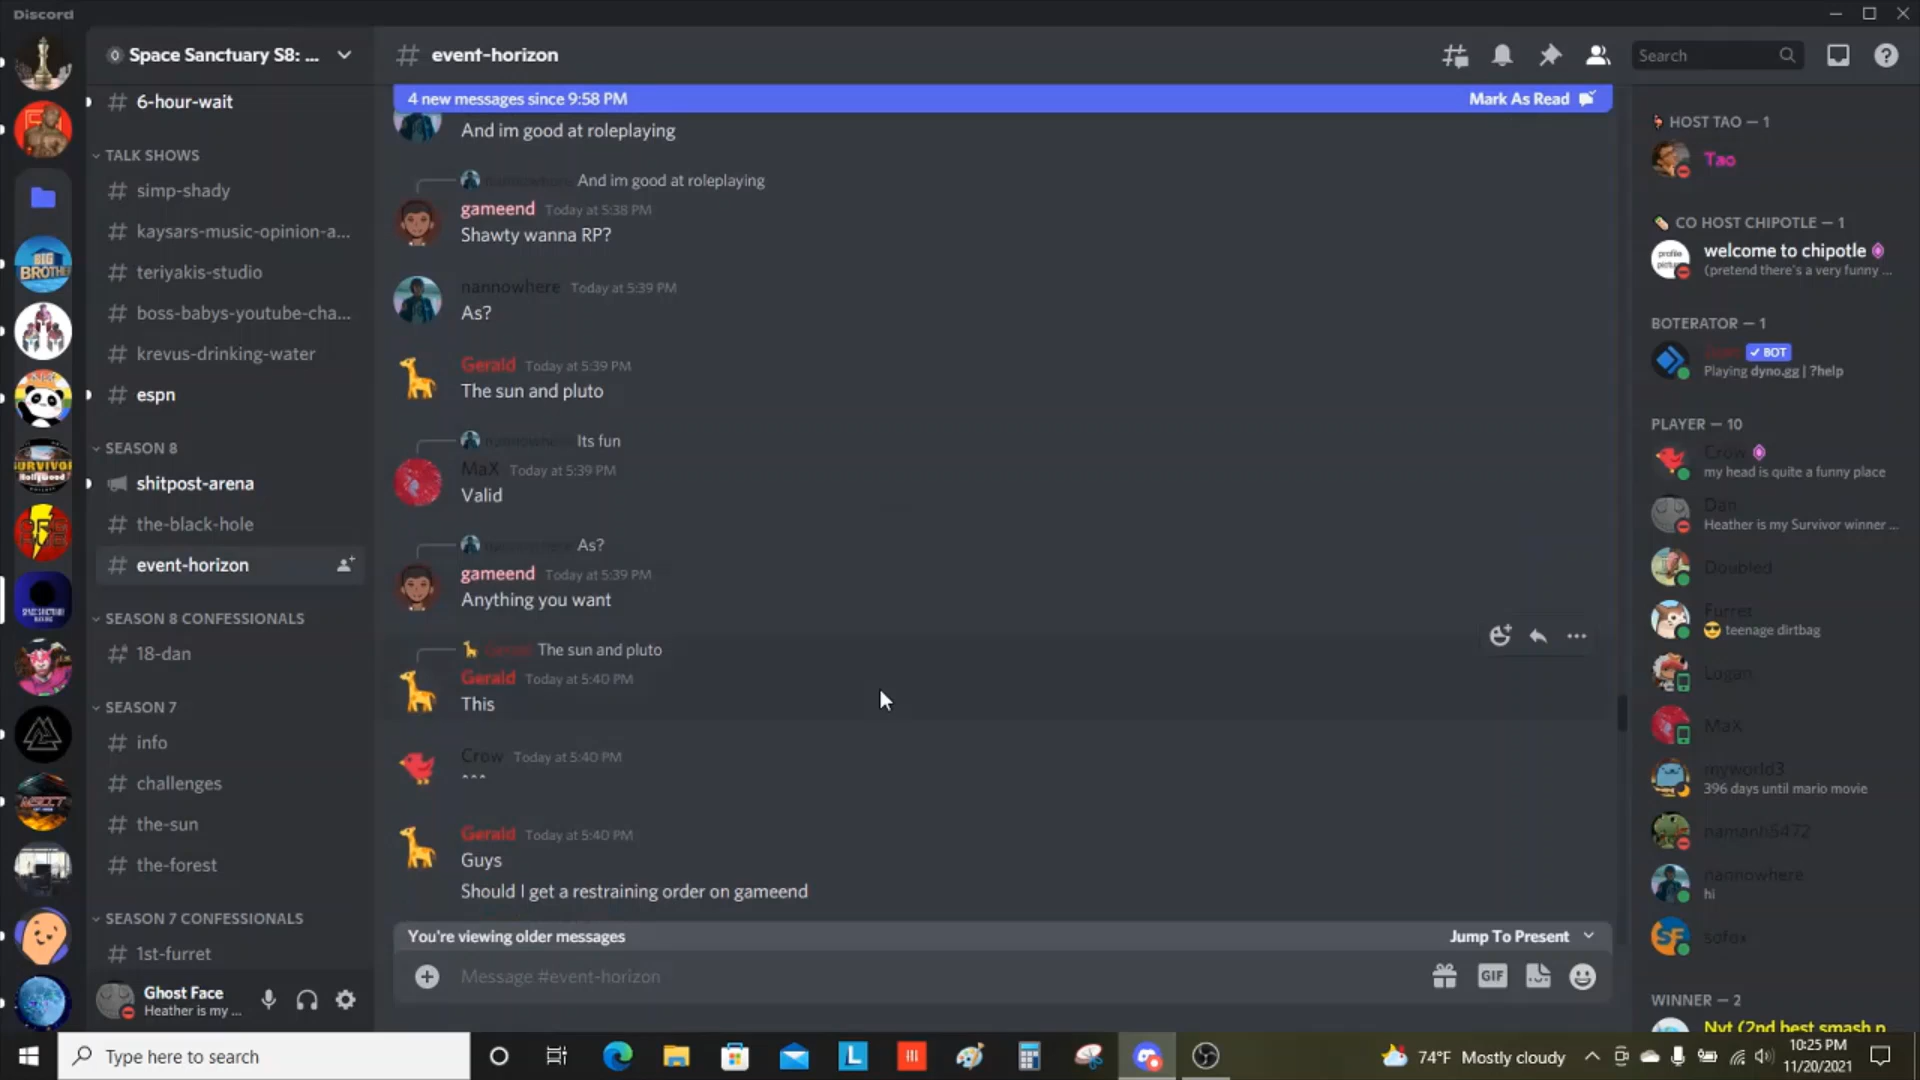 Discord
Space Sanctuary S8: ...
event-horizon
Search
6-hour-wait
TALK SHOWS
simp-shady
kaysars-music-opinion-a...
teriyakis-studio
boss-babys-youtube-cha...
krevus-drinking-water
espn
SEASON 8
shitpost-arena
the-black-hole
event-horizon
SEASON 8 CONFESSIONALS
18-dan
SEASON 7
info
challenges
the-sun
the-forest
SEASON 7 CONFESSIONALS
1st-furret
Ghost Face
Heather is my ...
4 new messages since 9:58 PM
Mark As Read
And im good at roleplaying
And im good at roleplaying
gameend Today at 5:38 PM
Shawty wanna RP?
nannowhere Today at 5:39 PM
As?
Gerald Today at 5:39 PM
The sun and pluto
nannowhere Its fun
MaX Today at 5:39 PM
Valid
nannowhere As?
gameend Today at 5:39 PM
Anything you want
Gerald The sun and pluto
Gerald Today at 5:40 PM
This
Crow Today at 5:40 PM
^^^
Gerald Today at 5:40 PM
Guys
Should I get a restraining order on gameend
You're viewing older messages
Jump To Present
Message #event-horizon
GIF
HOST TAO — 1
Tao
CO HOST CHIPOTLE — 1
welcome to chipotle
(pretend there's a very funny ...
BOTERATOR — 1
BOT
Playing dyno.gg | ?help
PLAYER — 10
Crow
my head is quite a funny place
Dan
Heather is my Survivor winner ...
Doubled
Furret
teenage dirtbag
Logan
MaX
myworld3
396 days until mario movie
namanh5472
nannowhere
hi
sofox
WINNER — 2
Nyt (2nd best smash p
Type here to search
74°F Mostly cloudy
10:25 PM
11/20/2021